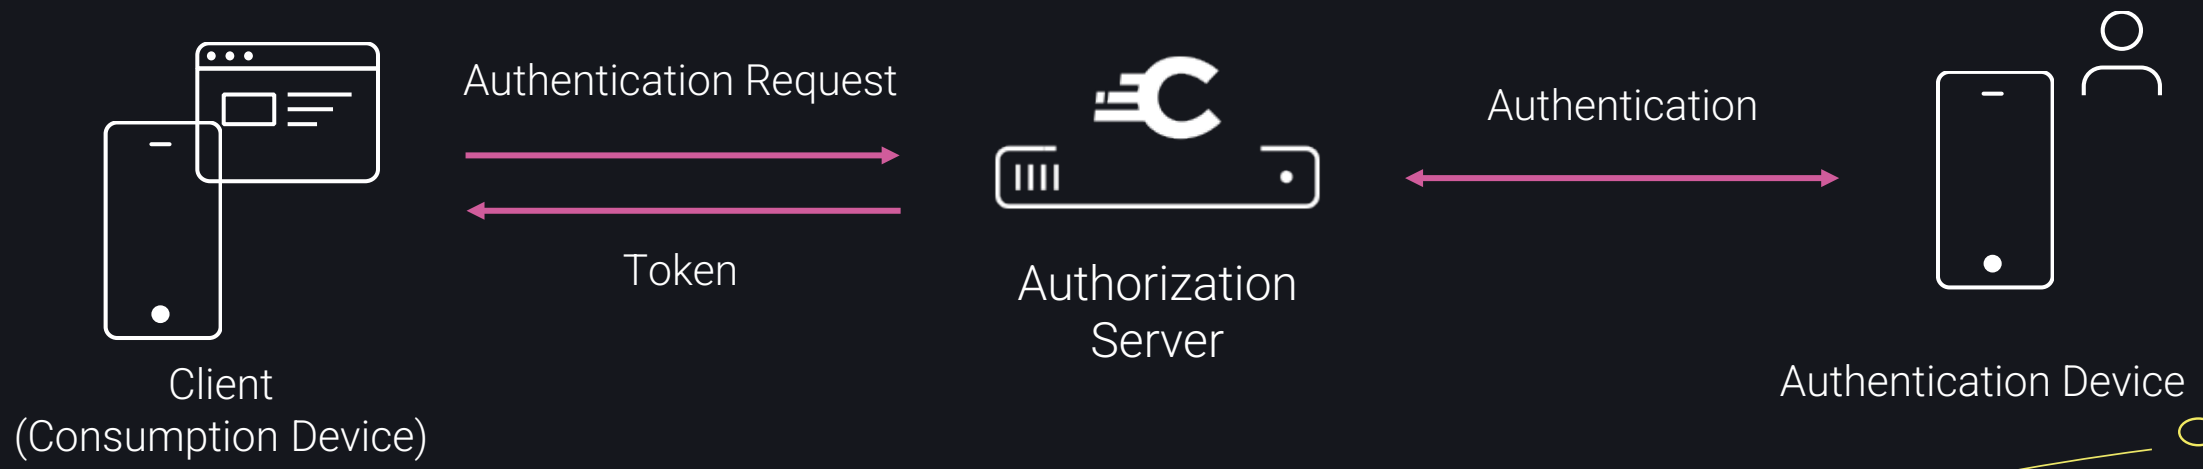 Authentication Request
Token
Client
(Consumption Device)
Authorization
Server
Authentication
Authentication Device